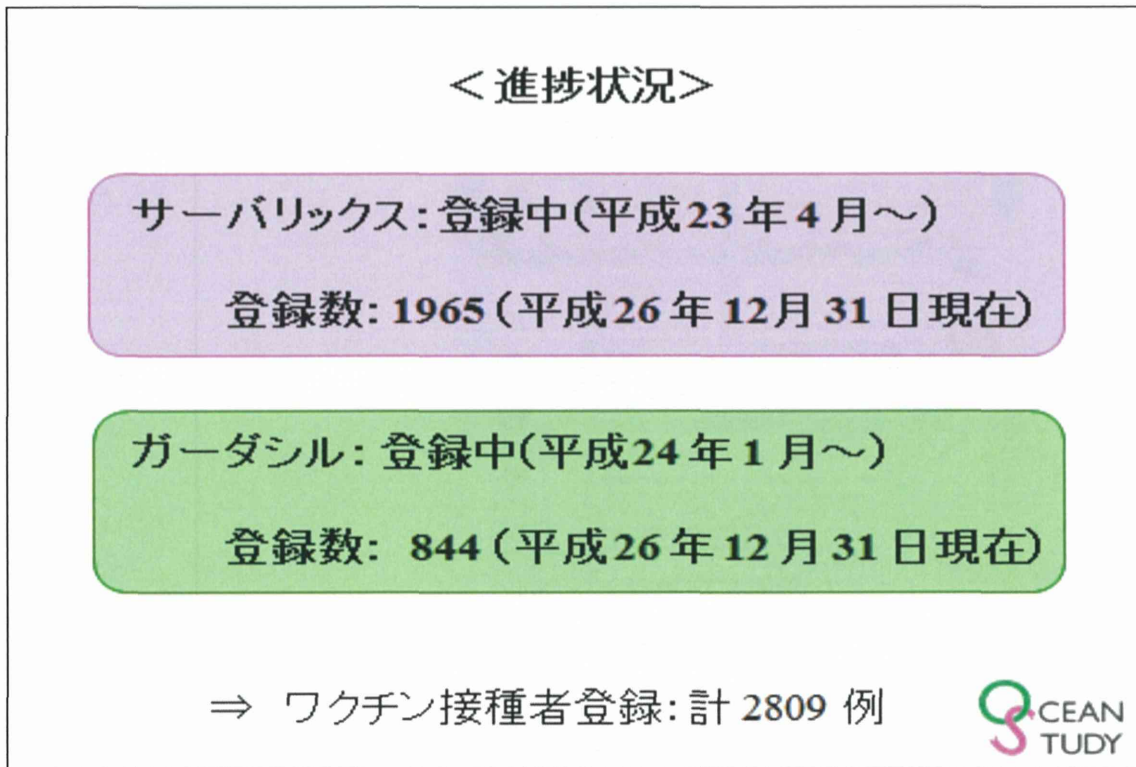 ＜進捗状況＞
サーバリックス：登録中（平成23年4月～）
登録数：1965（平成26年12月31日現在）
ガーダシル：登録中（平成24年1月～）
登録数： 844（平成26年12月31日現在）
⇒ ワクチン接種者登録：計 2809 例
OCEAN
STUDY